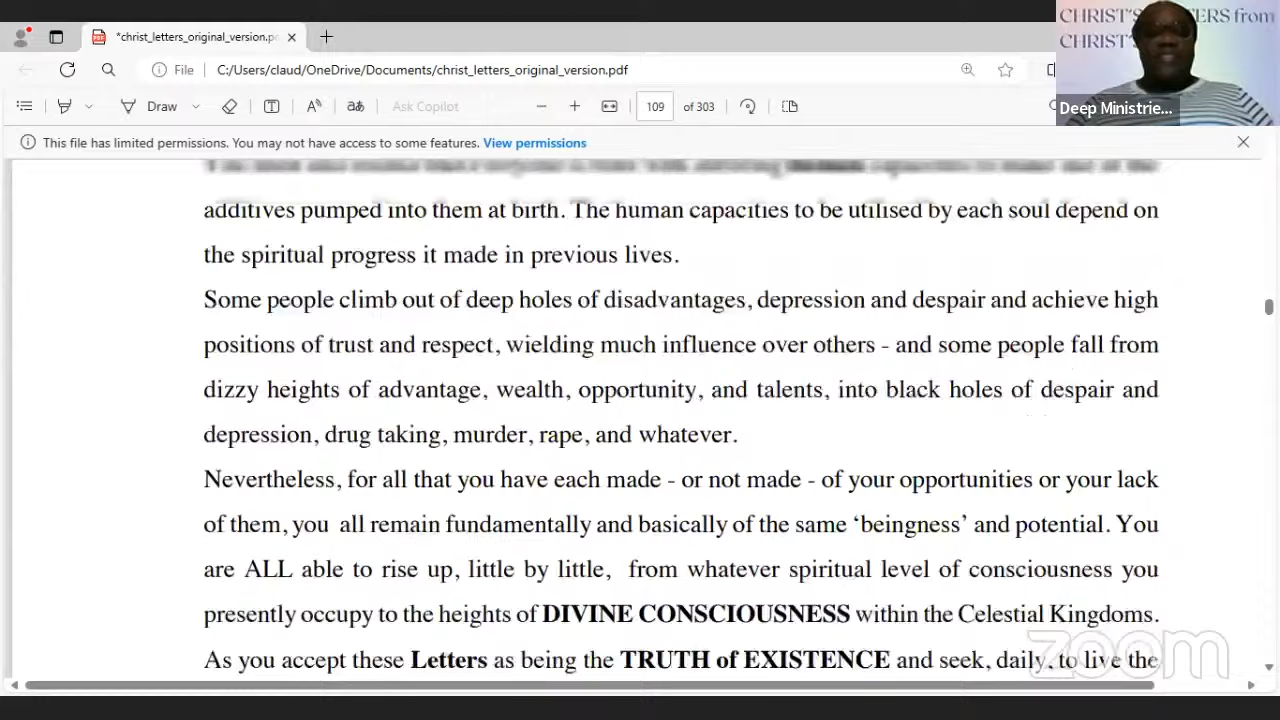 CHRIST'S LETTERS from
CHRIST'S
*christ_letters_original_version.p
File C:/Users/claud/OneDrive/Documents/christ_letters_original_version.pdf
Draw aあ Ask Copilot 109 of 303
Deep Ministrie...
This file has limited permissions. You may not have access to some features. View permissions
additives pumped into them at birth. The human capacities to be utilised by each soul depend on
the spiritual progress it made in previous lives.
Some people climb out of deep holes of disadvantages, depression and despair and achieve high
positions of trust and respect, wielding much influence over others - and some people fall from
dizzy heights of advantage, wealth, opportunity, and talents, into black holes of despair and
depression, drug taking, murder, rape, and whatever.
Nevertheless, for all that you have each made - or not made - of your opportunities or your lack
of them, you all remain fundamentally and basically of the same ‘beingness’ and potential. You
are ALL able to rise up, little by little, from whatever spiritual level of consciousness you
presently occupy to the heights of DIVINE CONSCIOUSNESS within the Celestial Kingdoms.
As you accept these Letters as being the TRUTH of EXISTENCE and seek, daily, to live the
zoom